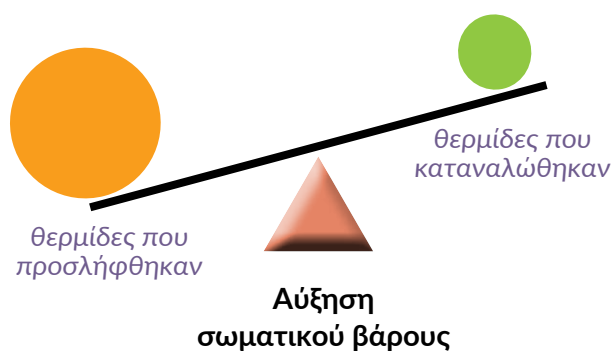 θερμίδες που
καταναλώθηκαν
θερμίδες που
προσλήφθηκαν
Αύξηση
σωματικού βάρους